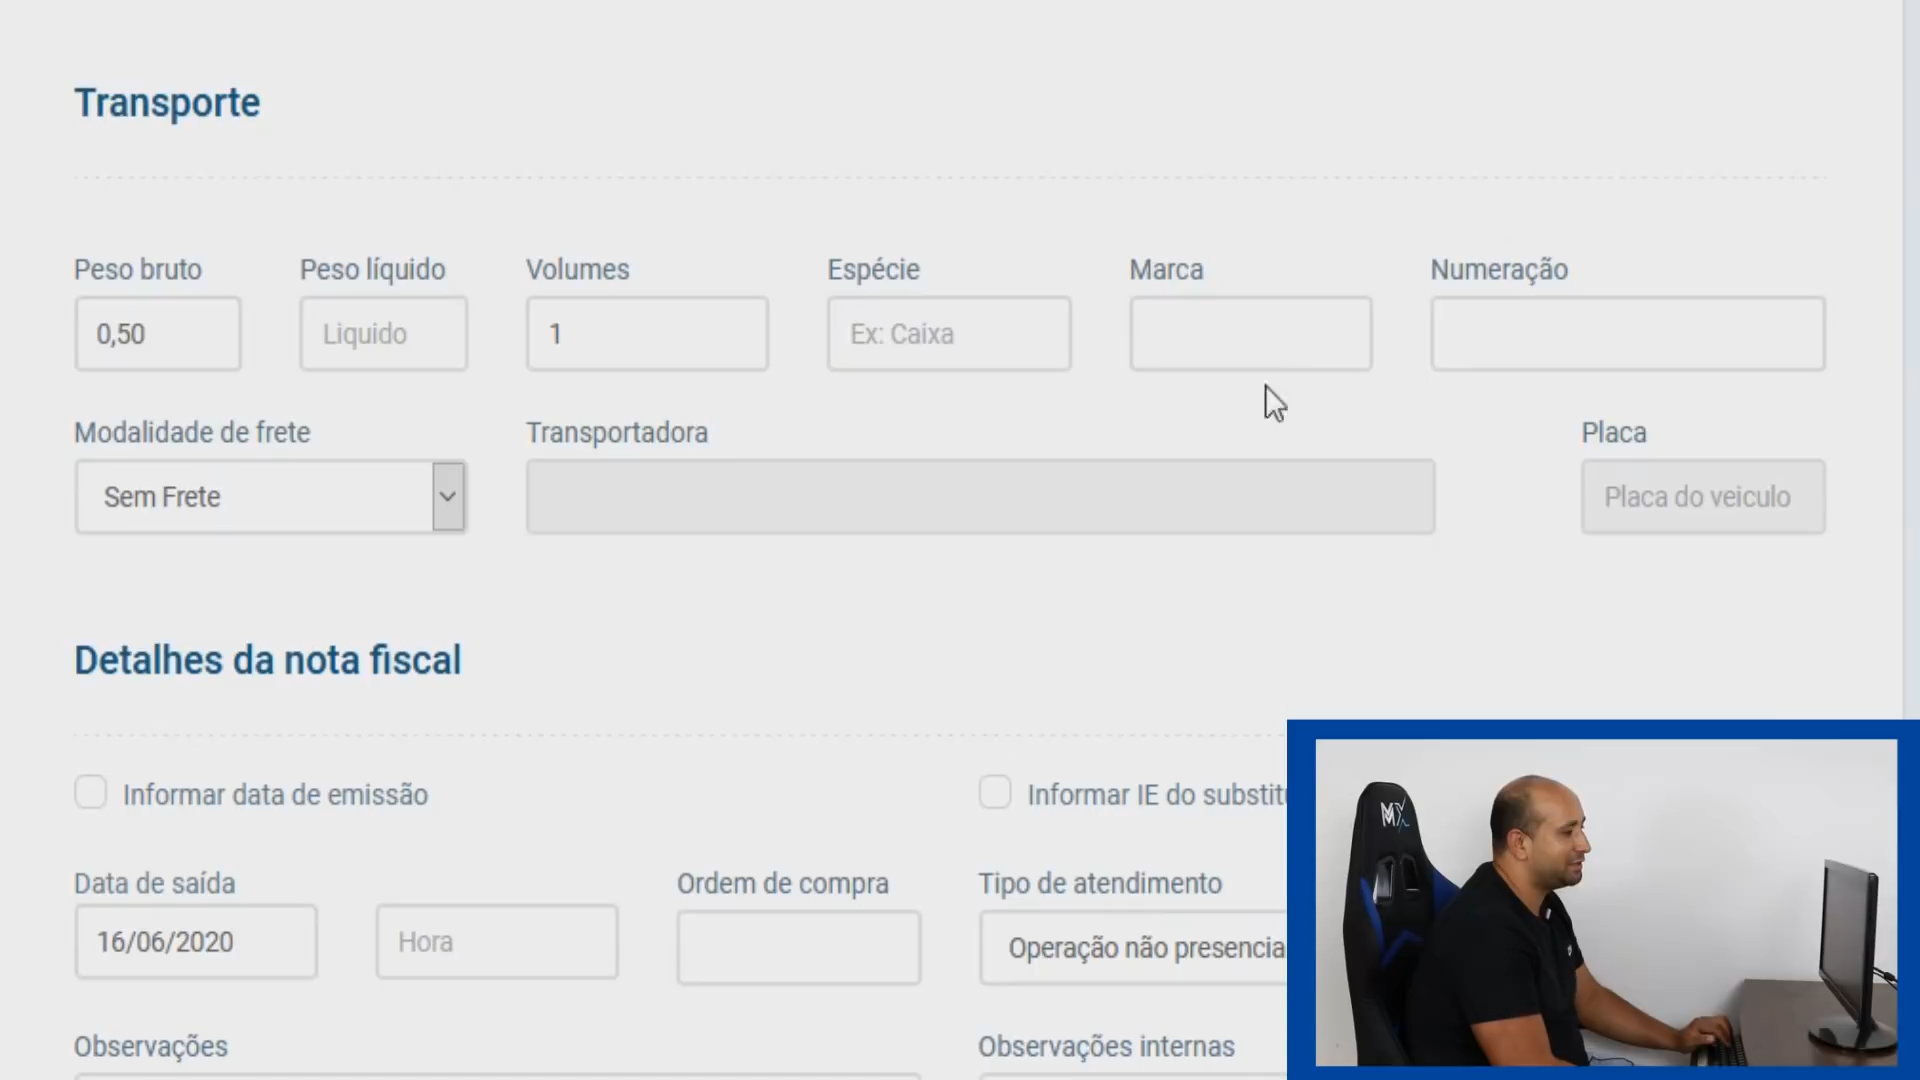 Transporte
Peso bruto Peso líquido Volumes Espécie Marca Numeração
0,50 Liquido 1 Ex: Caixa
Modalidade de frete Transportadora Placa
Sem Frete Placa do veiculo
Detalhes da nota fiscal
Informar data de emissão Informar IE do substitu
Data de saída Ordem de compra Tipo de atendimento
16/06/2020 Hora Operação não presencia
Observações Observações internas
MX